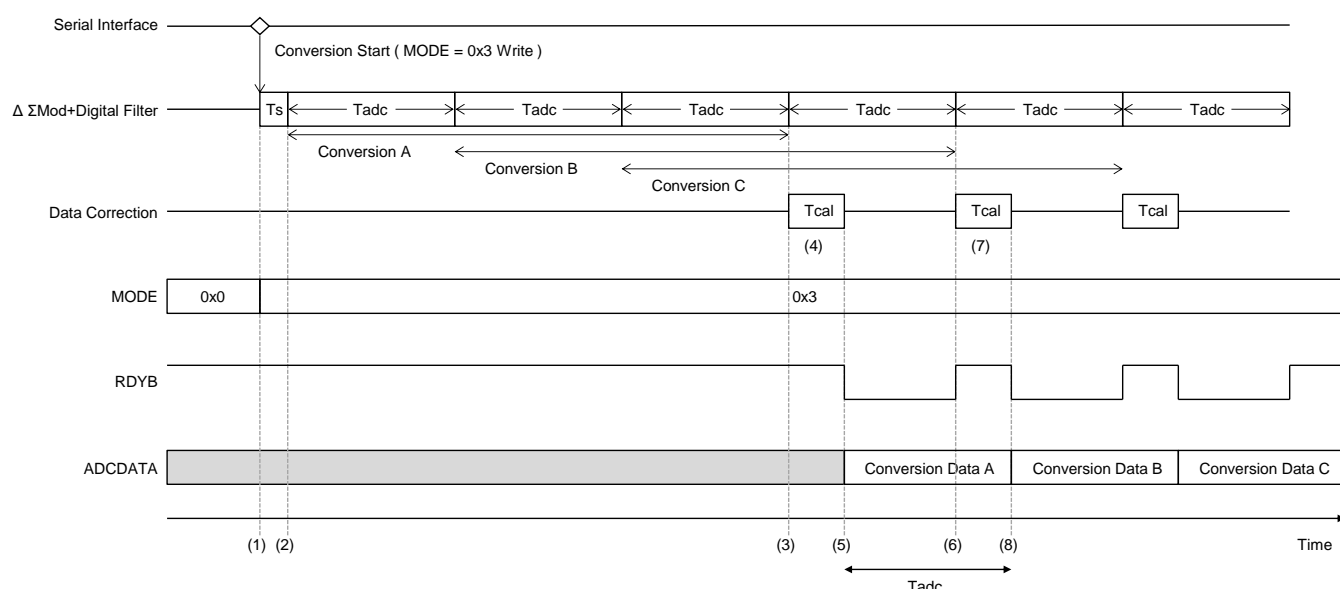 Serial Interface
Conversion Start ( MODE = 0x3 Write )
Δ ΣMod+Digital Filter
Ts
Tadc
Tadc
Tadc
Tadc
Tadc
Tadc
Conversion A
Conversion B
Conversion C
Data Correction
Tcal
Tcal
Tcal
(4)
(7)
MODE
0x0
0x3
RDYB
ADCDATA
Conversion Data A
Conversion Data B
Conversion Data C
(1)
(2)
(3)
(5)
(6)
(8)
Time
Tadc